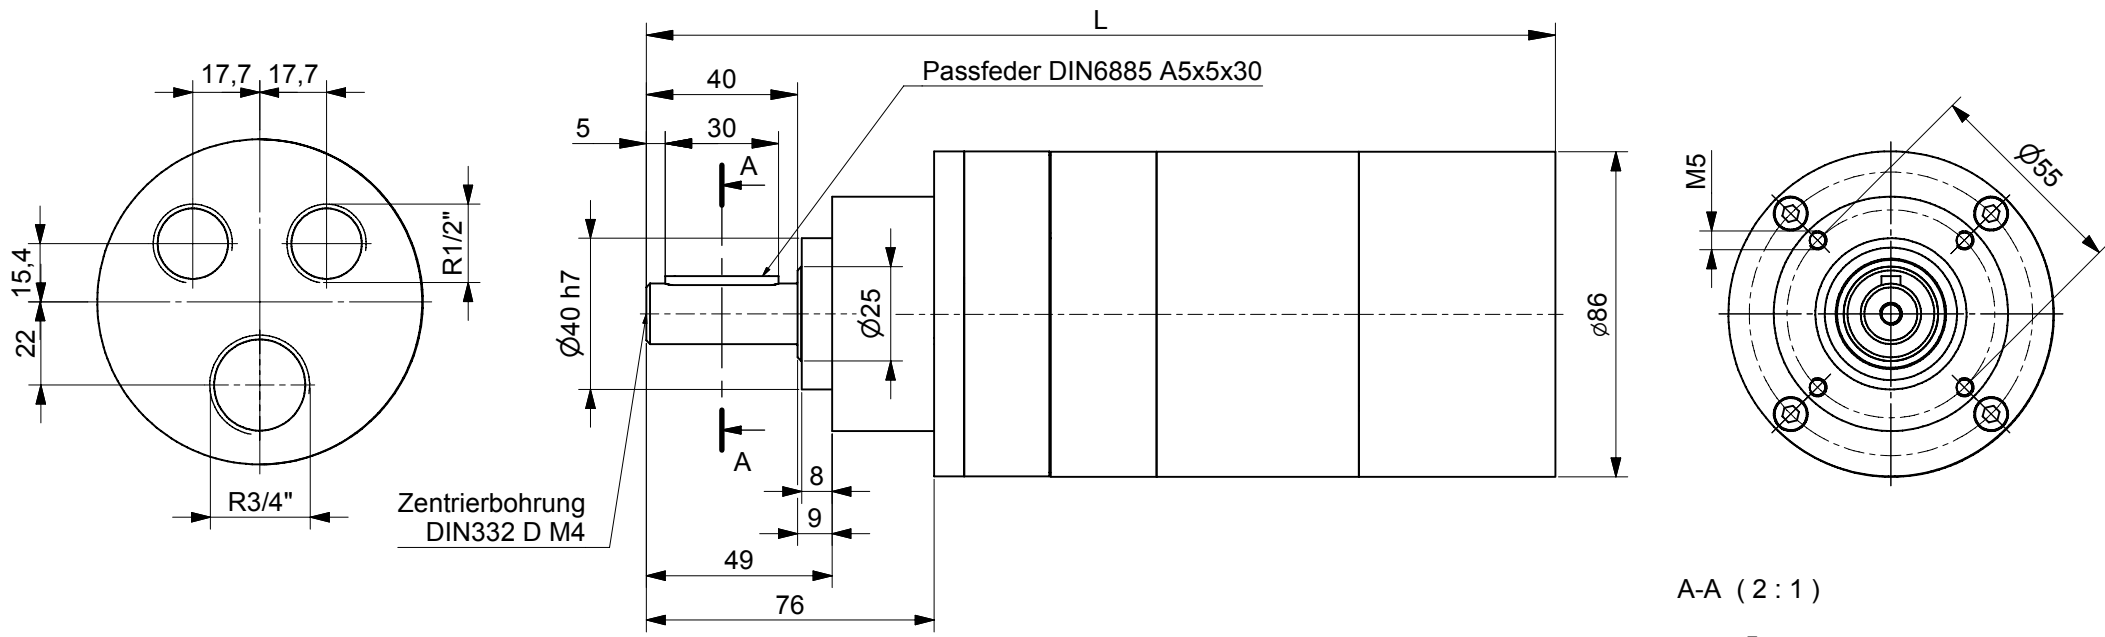 L
17,7
17,7
40
Passfeder DIN6885 A5x5x30
5
30
A
M5
Ø55
R1/2"
15,4
22
Ø40 h7
Ø25
Ø86
R3/4"
A
8
9
Zentrierbohrung
DIN332 D M4
49
76
A-A ( 2 : 1 )